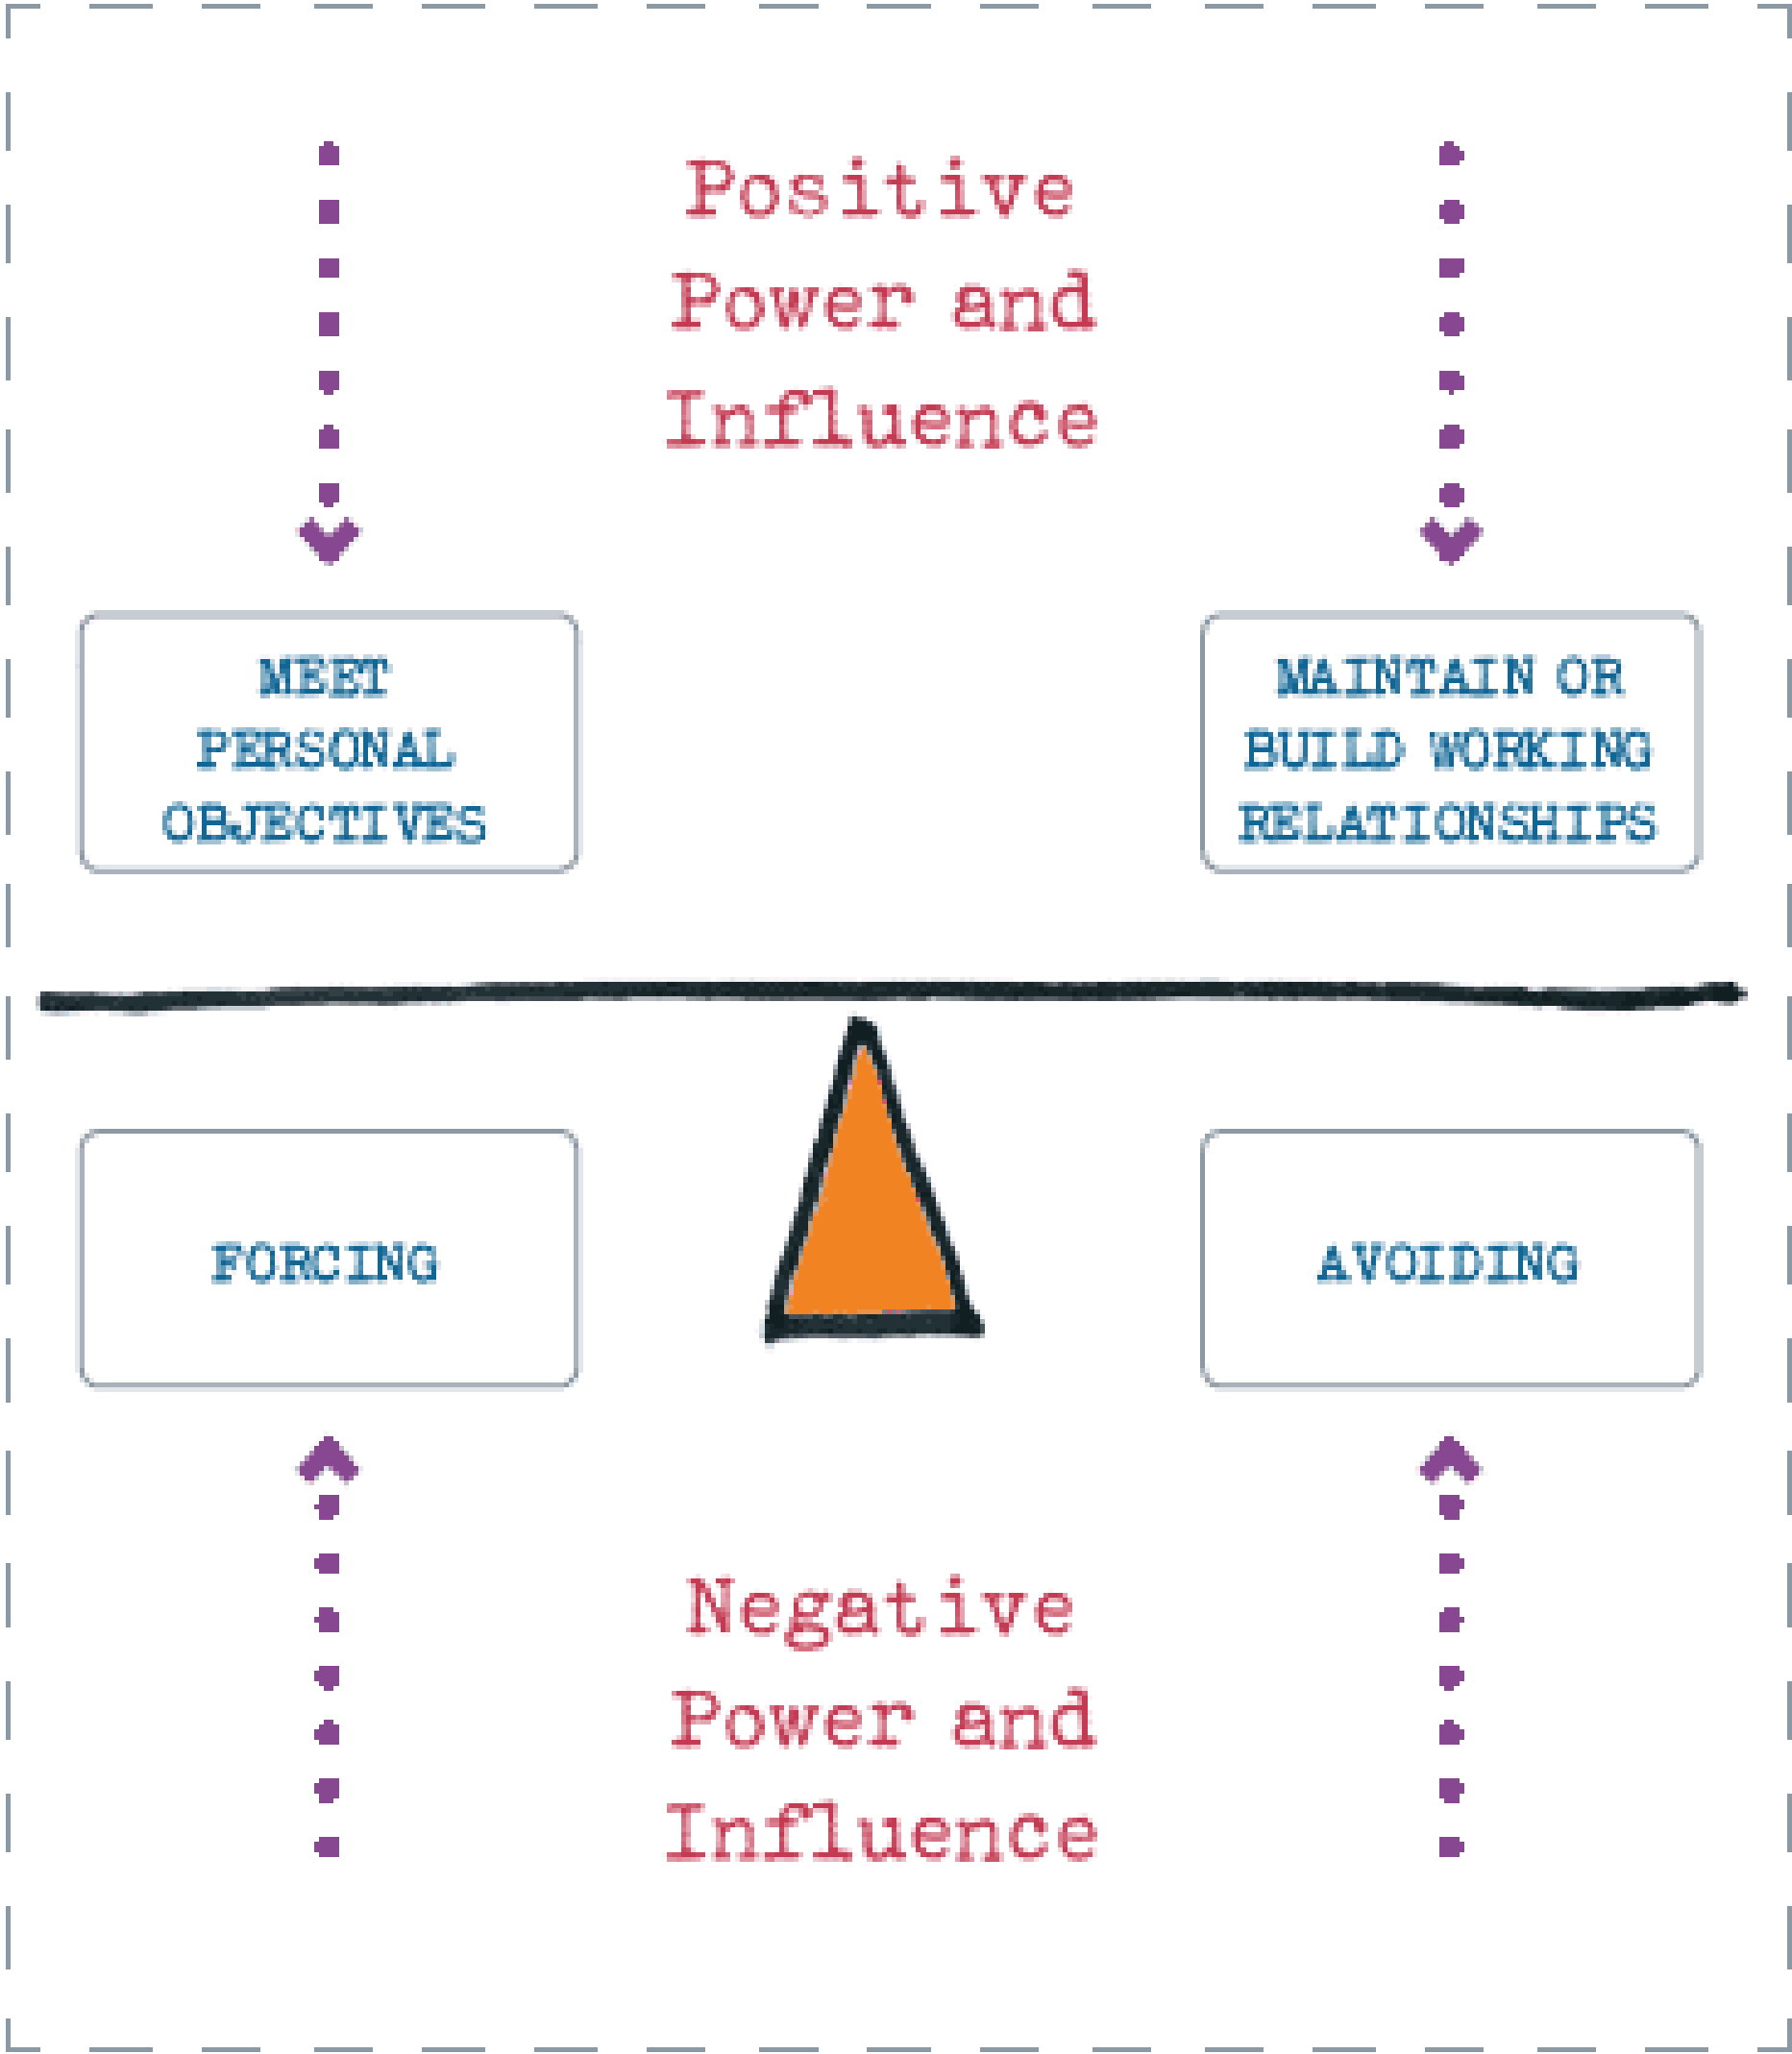 Positive
Power and
Influence
MEET
PERSONAL
OBJECTIVES
MAINTAIN OR
BUILD WORKING
RELATIONSHIPS
FORCING
AVOIDING
Negative
Power and
Influence